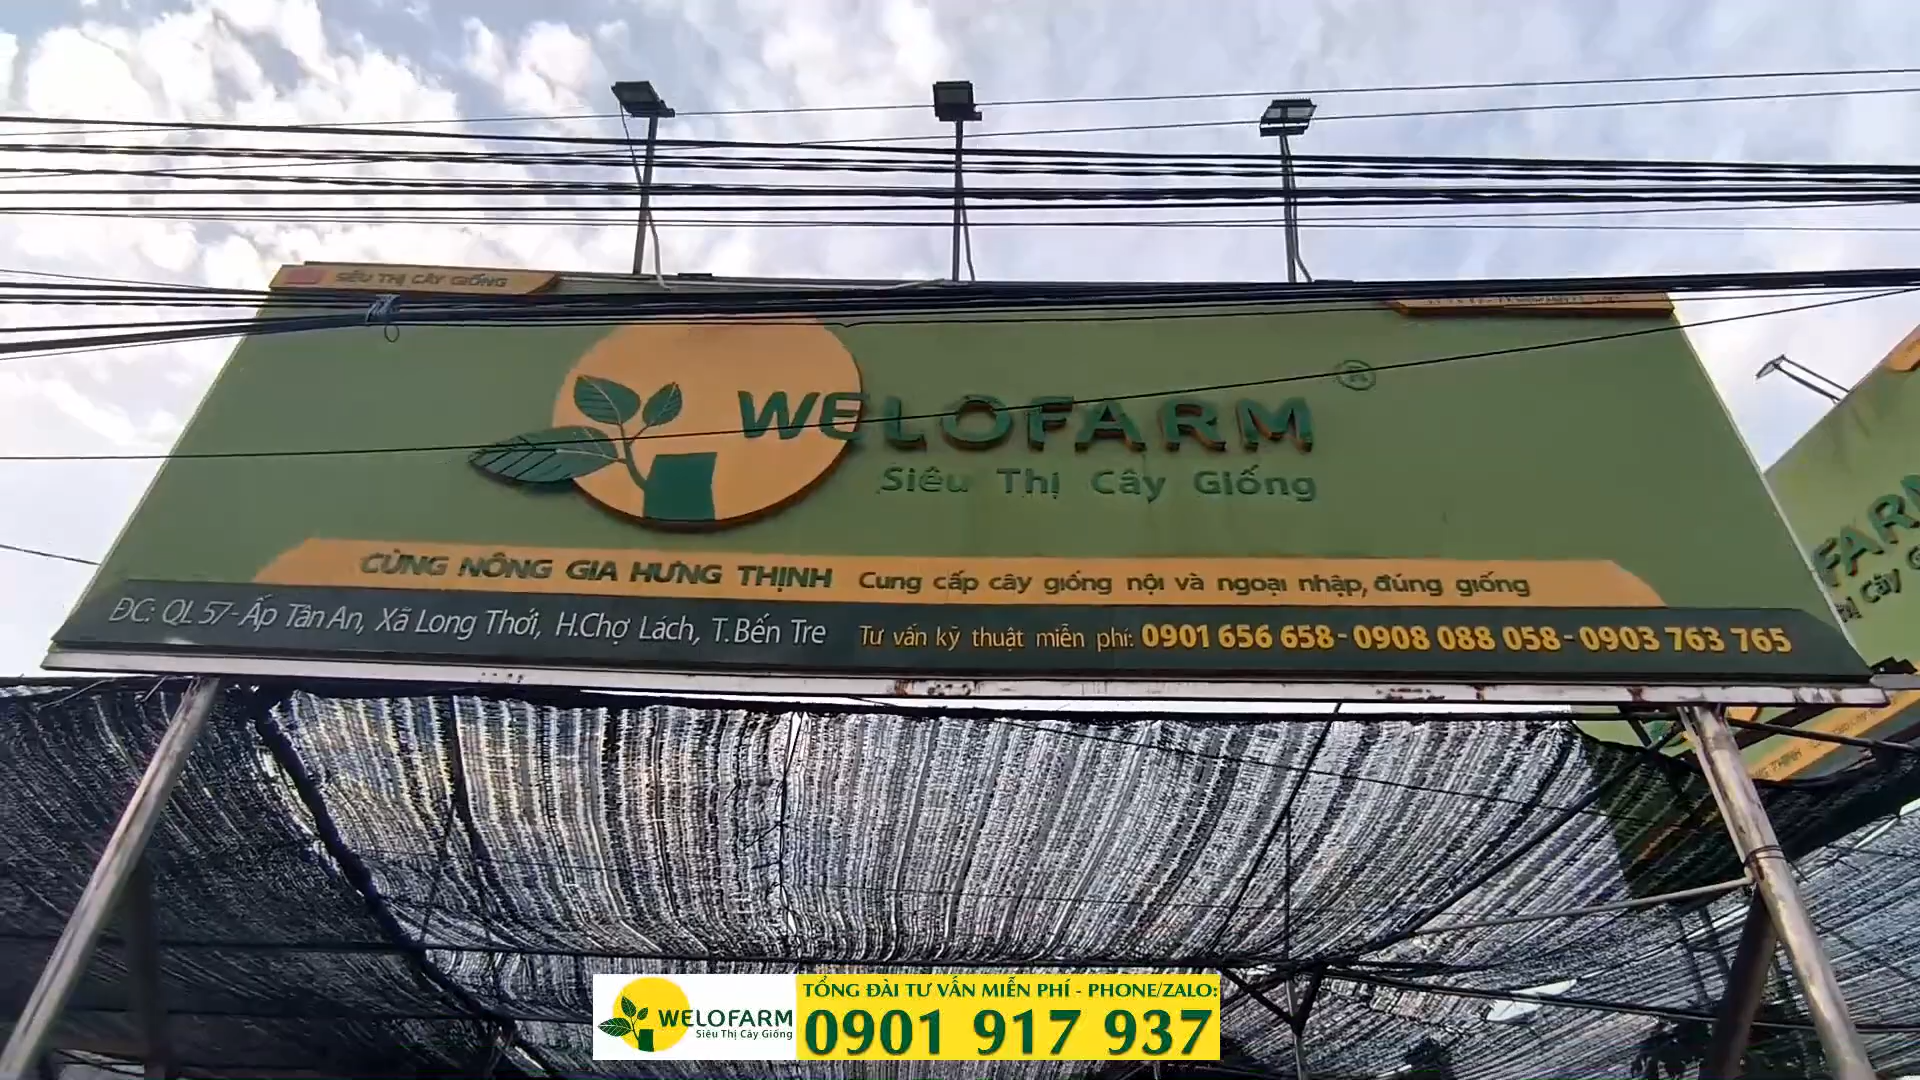 SIÊU THỊ CÂY GIỐNG
WELOFARM ®
Siêu Thị Cây Giống
CÙNG NÔNG GIA HƯNG THỊNH Cung cấp cây giống nội và ngoại nhập, đúng giống
ĐC: QL 57 - Ấp Tân An, Xã Long Thới, H.Chợ Lách, T.Bến Tre
Tư vấn kỹ thuật miễn phí: 0901 656 658 - 0908 088 058 - 0903 763 765
FARM
Cây
THỊNH
WELOFARM
Siêu Thị Cây Giống
TỔNG ĐÀI TƯ VẤN MIỄN PHÍ - PHONE/ZALO:
0901 917 937